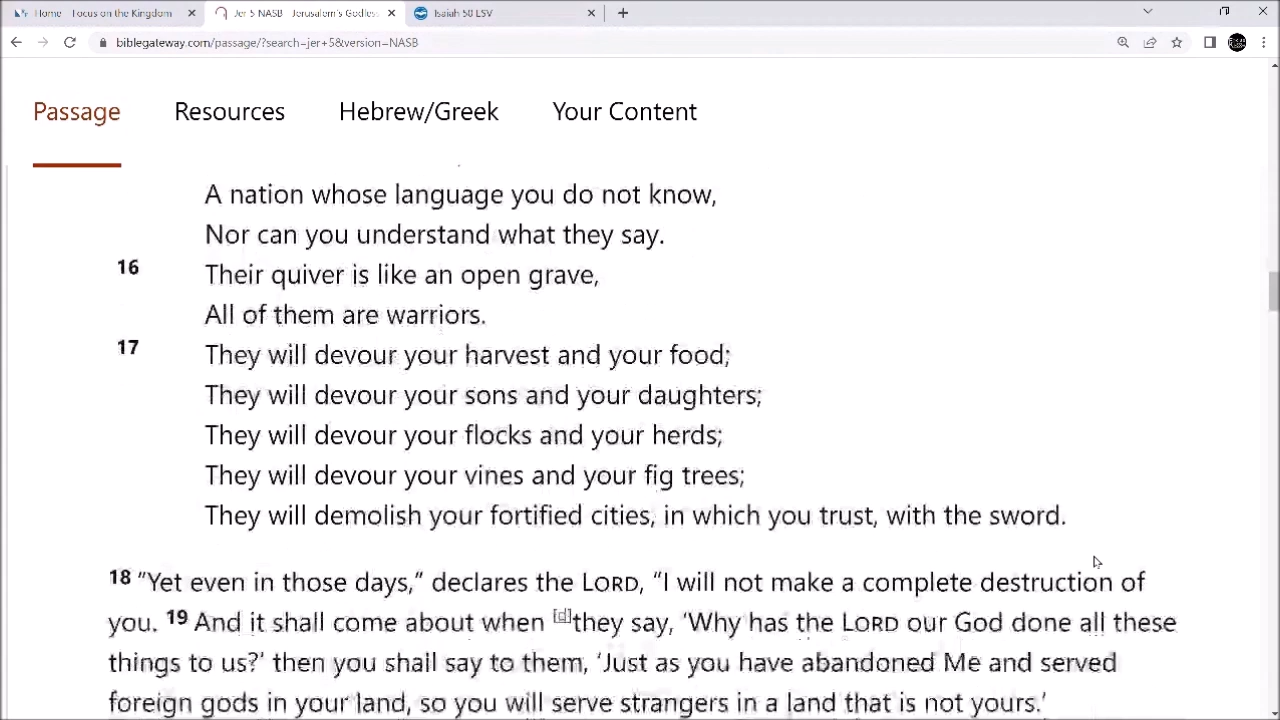 Home - Focus on the Kingdom
Jer 5 NASB - Jerusalem's Godless
Isaiah 50 LSV
biblegateway.com/passage/?search=jer+5&version=NASB
Passage Resources Hebrew/Greek Your Content
A nation whose language you do not know,
Nor can you understand what they say.
16 Their quiver is like an open grave,
All of them are warriors.
17 They will devour your harvest and your food;
They will devour your sons and your daughters;
They will devour your flocks and your herds;
They will devour your vines and your fig trees;
They will demolish your fortified cities, in which you trust, with the sword.
18 “Yet even in those days,” declares the LORD, “I will not make a complete destruction of
you. 19 And it shall come about when [d]they say, ‘Why has the LORD our God done all these
things to us?’ then you shall say to them, ‘Just as you have abandoned Me and served
foreign gods in your land, so you will serve strangers in a land that is not yours.’